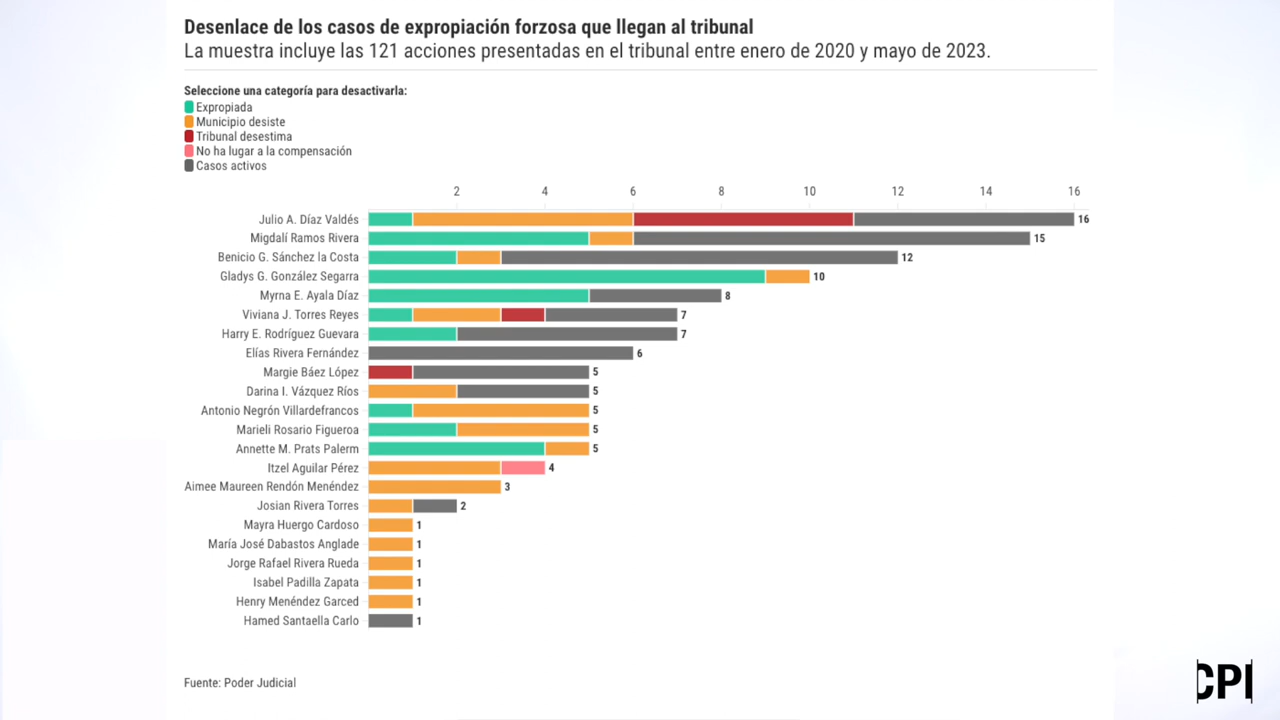 Desenlace de los casos de expropiación forzosa que llegan al tribunal
La muestra incluye las 121 acciones presentadas en el tribunal entre enero de 2020 y mayo de 2023.
Seleccione una categoría para desactivarla:
Expropiada
Municipio desiste
Tribunal desestima
No ha lugar a la compensación
Casos activos
2 4 6 8 10 12 14 16
Julio A. Díaz Valdés 16
Migdalí Ramos Rivera 15
Benicio G. Sánchez la Costa 12
Gladys G. González Segarra 10
Myrna E. Ayala Díaz 8
Viviana J. Torres Reyes 7
Harry E. Rodríguez Guevara 7
Elías Rivera Fernández 6
Margie Báez López 5
Darina I. Vázquez Ríos 5
Antonio Negrón Villardefrancos 5
Marieli Rosario Figueroa 5
Annette M. Prats Palerm 5
Itzel Aguilar Pérez 4
Aimee Maureen Rendón Menéndez 3
Josian Rivera Torres 2
Mayra Huergo Cardoso 1
María José Dabastos Anglade 1
Jorge Rafael Rivera Rueda 1
Isabel Padilla Zapata 1
Henry Menéndez Garced 1
Hamed Santaella Carlo 1
Fuente: Poder Judicial
CPI